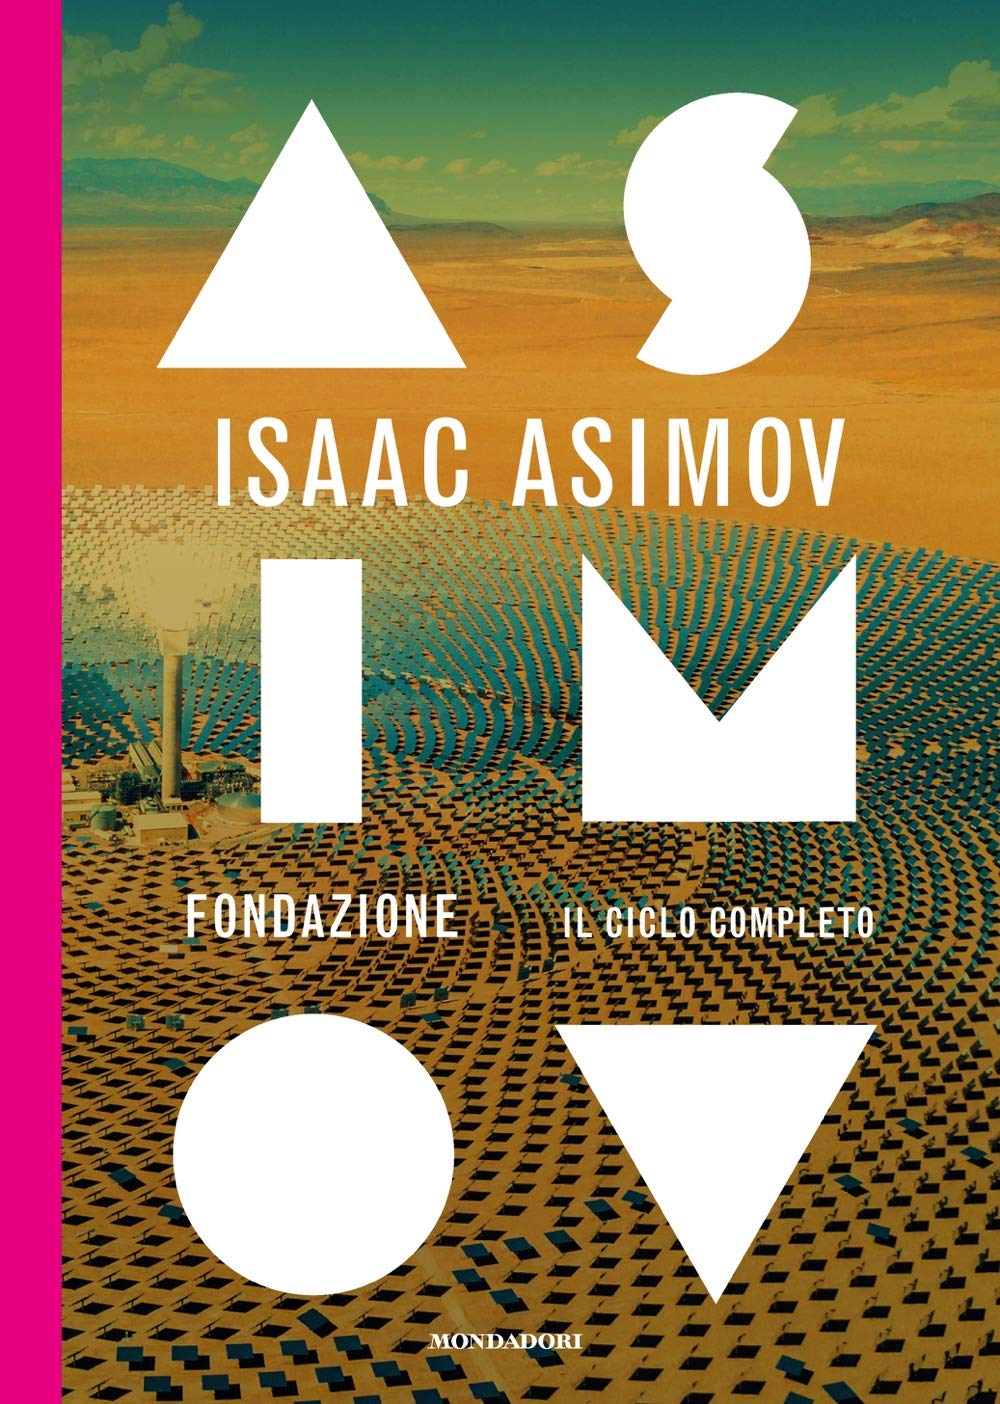 A S
ISAAC ASIMOV
I M
FONDAZIONE IL CICLO COMPLETO
O V
MONDADORI